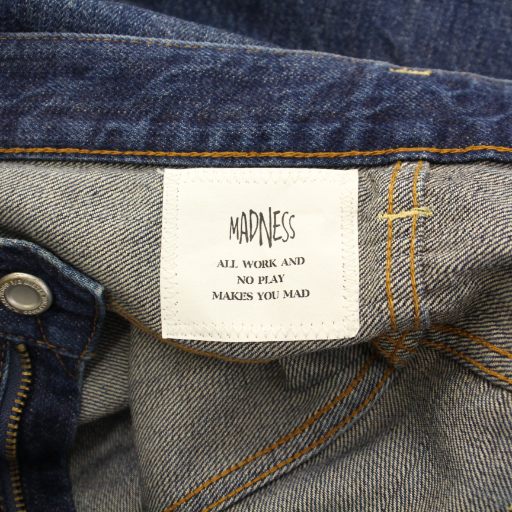 MADNESS
ALL WORK AND
NO PLAY
MAKES YOU MAD